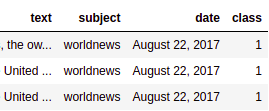 text subject date class
, the ow... worldnews August 22, 2017 1
United ... worldnews August 22, 2017 1
United ... worldnews August 22, 2017 1